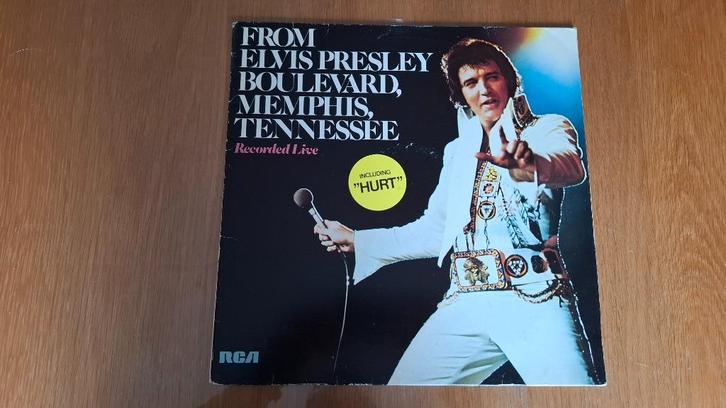 FROM
ELVIS PRESLEY
BOULEVARD,
MEMPHIS,
TENNESSEE
Recorded Live
INCLUDING
"HURT"
RCA